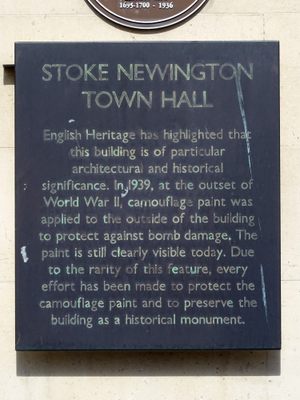 1695-1700 - 1936
STOKE NEWINGTON
TOWN HALL
English Heritage has highlighted that
this building is of particular
architectural and historical
significance. In 1939, at the outset of
World War II, camouflage paint was
applied to the outside of the building
to protect against bomb damage. The
paint is still clearly visible today. Due
to the rarity of this feature, every
effort has been made to protect the
camouflage paint and to preserve the
building as a historical monument.